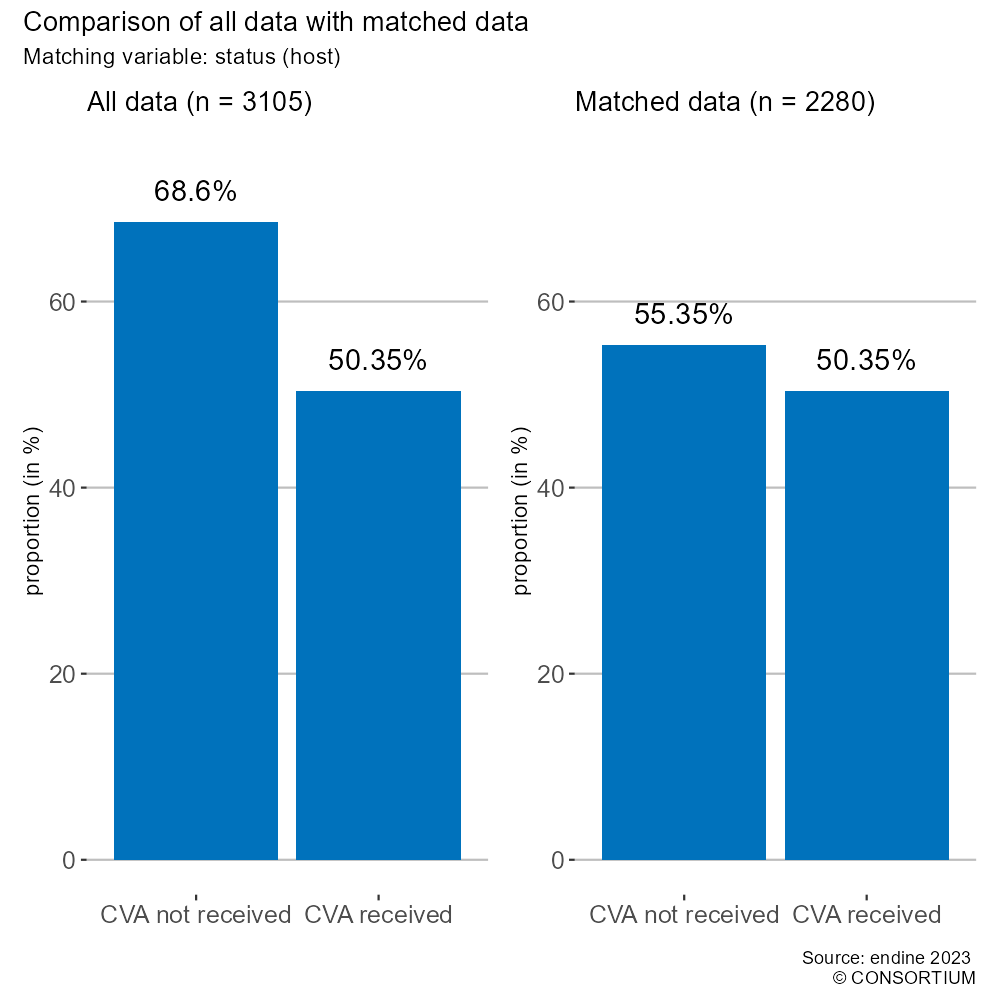 Comparison of all data with matched data
Matching variable: status (host)
All data (n = 3105)
68.6%
50.35%
60
40
20
0
proportion (in %)
CVA not received
CVA received
Matched data (n = 2280)
55.35%
50.35%
60
40
20
0
proportion (in %)
CVA not received
CVA received
Source: endine 2023
© CONSORTIUM